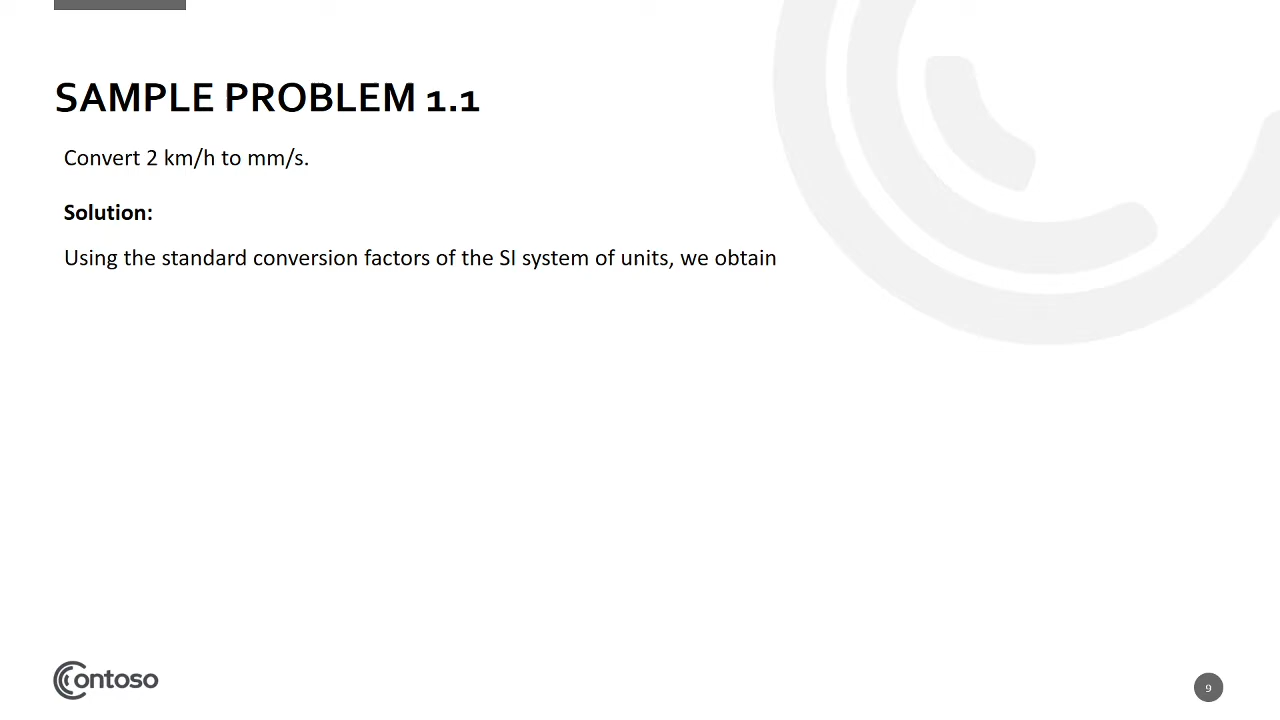 SAMPLE PROBLEM 1.1
Convert 2 km/h to mm/s.
Solution:
Using the standard conversion factors of the SI system of units, we obtain
Contoso
9